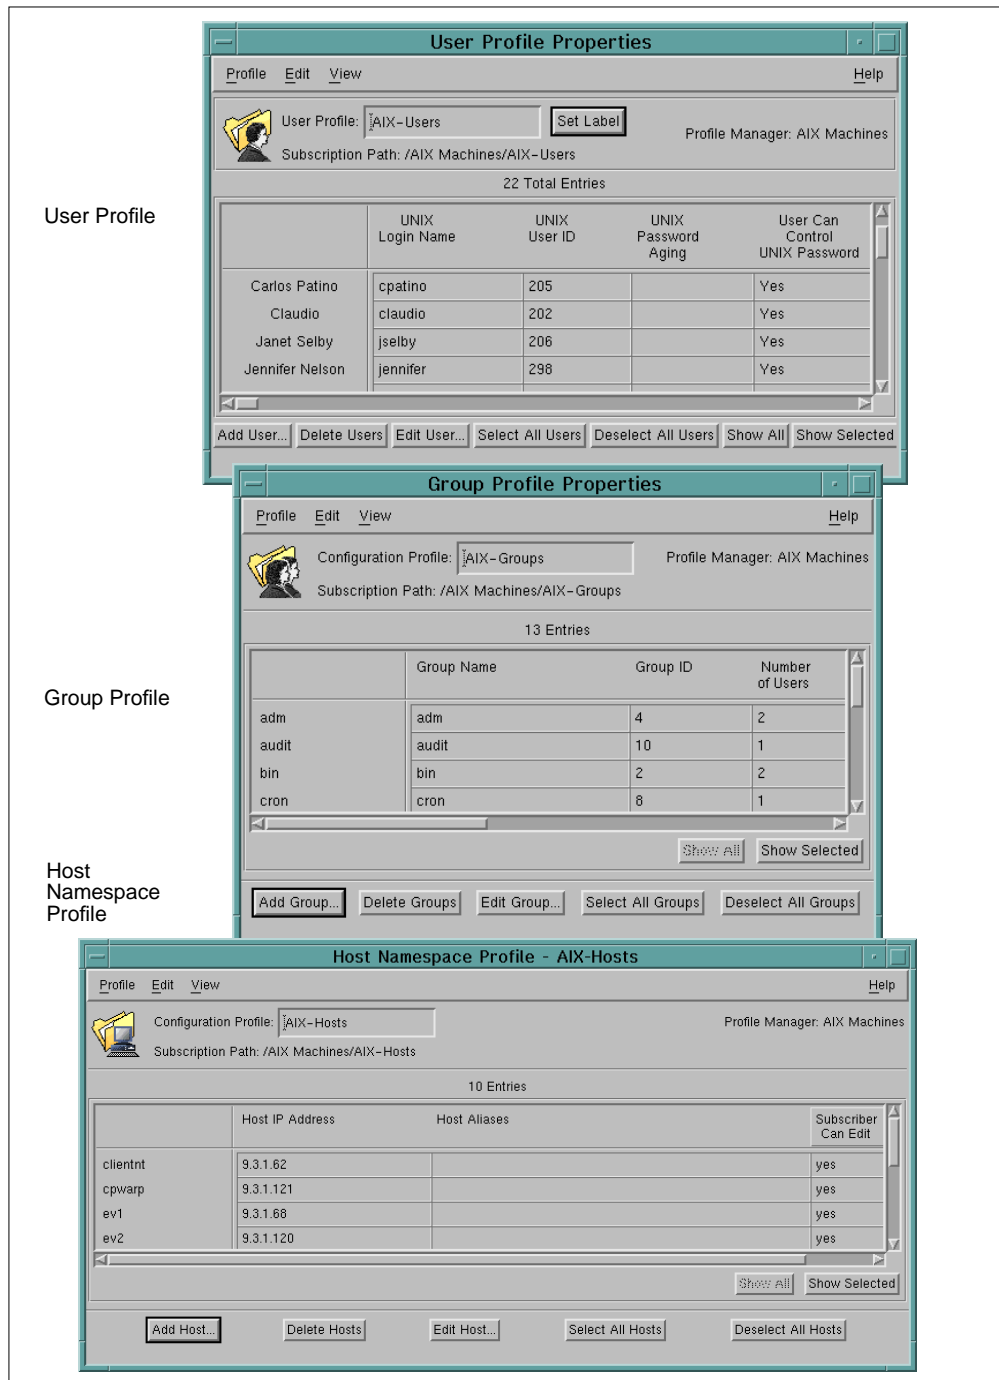 User Profile Properties
Profile Edit View Help
User Profile: AIX-Users Set Label Profile Manager: AIX Machines
Subscription Path: /AIX Machines/AIX-Users
22 Total Entries
User Profile
UNIX Login Name UNIX User ID UNIX Password Aging User Can Control UNIX Password
Carlos Patino cpatino 205 Yes
Claudio claudio 202 Yes
Janet Selby jselby 206 Yes
Jennifer Nelson jennifer 298 Yes
Add User... Delete Users Edit User... Select All Users Deselect All Users Show All Show Selected
Group Profile Properties
Profile Edit View Help
Configuration Profile: AIX-Groups Profile Manager: AIX Machines
Subscription Path: /AIX Machines/AIX-Groups
13 Entries
Group Profile
Group Name Group ID Number of Users
adm adm 4 2
audit audit 10 1
bin bin 2 2
cron cron 8 1
Show All Show Selected
Host
Namespace
Profile
Add Group... Delete Groups Edit Group... Select All Groups Deselect All Groups
Host Namespace Profile - AIX-Hosts
Profile Edit View Help
Configuration Profile: AIX-Hosts Profile Manager: AIX Machines
Subscription Path: /AIX Machines/AIX-Hosts
10 Entries
Host IP Address Host Aliases Subscriber Can Edit
clientnt 9.3.1.62 yes
cpwarp 9.3.1.121 yes
ev1 9.3.1.68 yes
ev2 9.3.1.120 yes
Show All Show Selected
Add Host... Delete Hosts Edit Host... Select All Hosts Deselect All Hosts